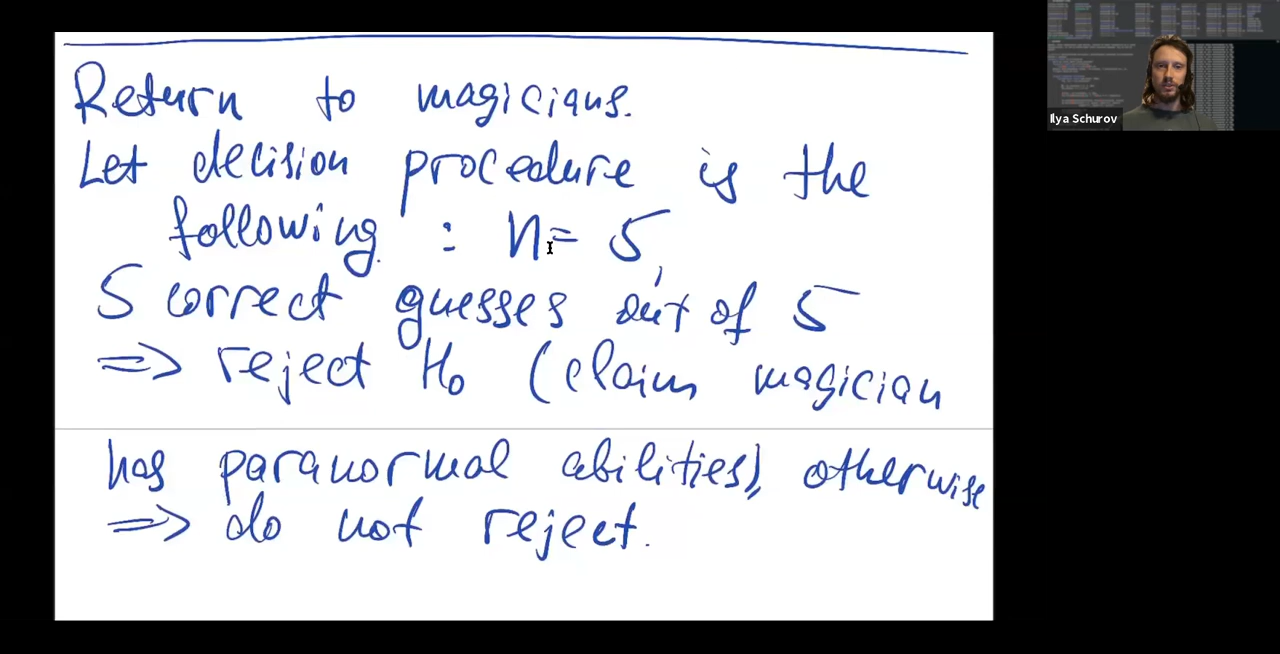 Return to magicians.
Let decision procedure is the
following : n = 5,
5 correct guesses out of 5
=> reject H₀ (claim magician
has paranormal abilities), otherwise
=> do not reject.
Ilya Schurov